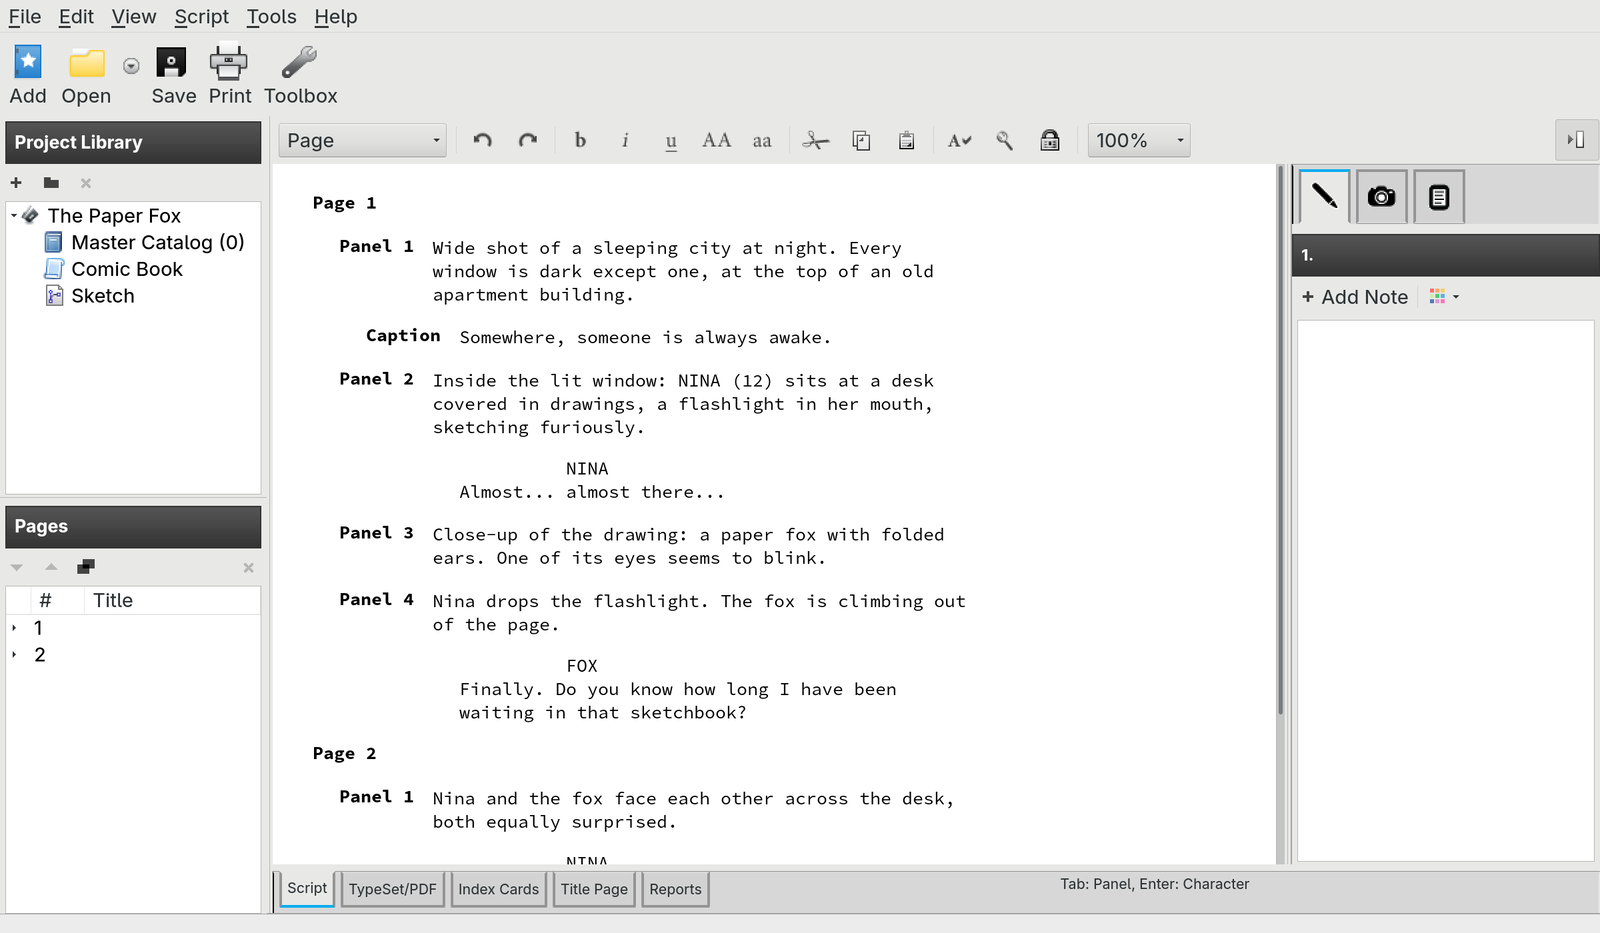 File Edit View Script Tools Help
Add Open Save Print Toolbox
Project Library
The Paper Fox
Master Catalog (0)
Comic Book
Sketch
Pages
# Title
1
2
Page b i u AA aa A 100%
Page 1
Panel 1 Wide shot of a sleeping city at night. Every
window is dark except one, at the top of an old
apartment building.
Caption Somewhere, someone is always awake.
Panel 2 Inside the lit window: NINA (12) sits at a desk
covered in drawings, a flashlight in her mouth,
sketching furiously.
NINA
Almost... almost there...
Panel 3 Close-up of the drawing: a paper fox with folded
ears. One of its eyes seems to blink.
Panel 4 Nina drops the flashlight. The fox is climbing out
of the page.
FOX
Finally. Do you know how long I have been
waiting in that sketchbook?
Page 2
Panel 1 Nina and the fox face each other across the desk,
both equally surprised.
NINA
Script TypeSet/PDF Index Cards Title Page Reports
Tab: Panel, Enter: Character
1.
+ Add Note